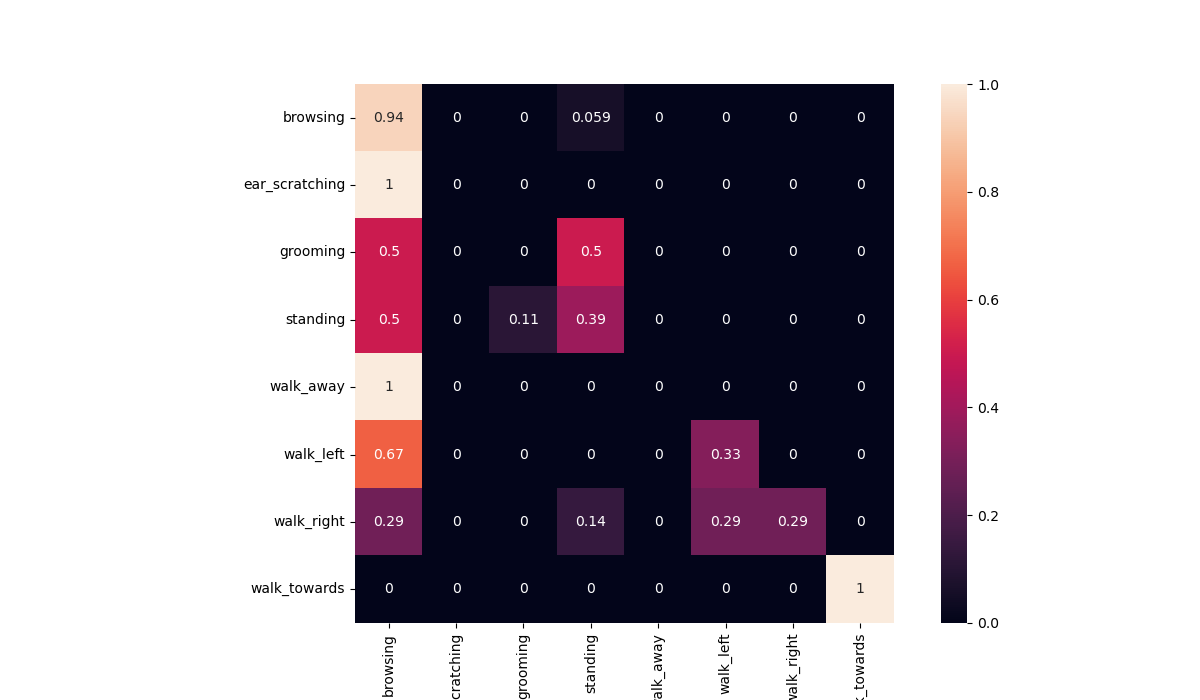 browsing 0.94 0 0 0.059 0 0 0 0
ear_scratching 1 0 0 0 0 0 0 0
grooming 0.5 0 0 0.5 0 0 0 0
standing 0.5 0 0.11 0.39 0 0 0 0
walk_away 1 0 0 0 0 0 0 0
walk_left 0.67 0 0 0 0 0.33 0 0
walk_right 0.29 0 0 0.14 0 0.29 0.29 0
walk_towards 0 0 0 0 0 0 0 1
browsing
cratching
grooming
standing
alk_away
walk_left
walk_right
_towards
1.0
0.8
0.6
0.4
0.2
0.0